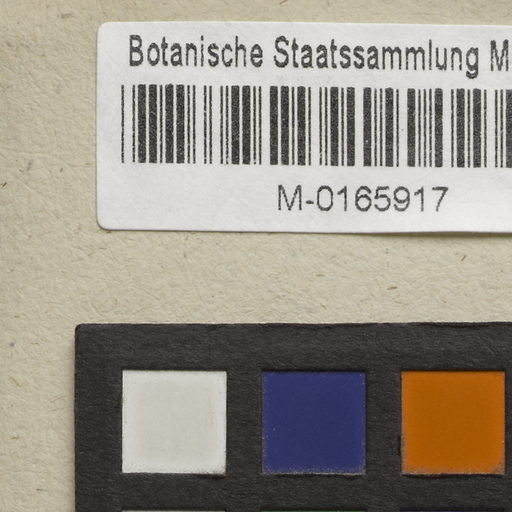 Botanische Staatssammlung M
M-0165917